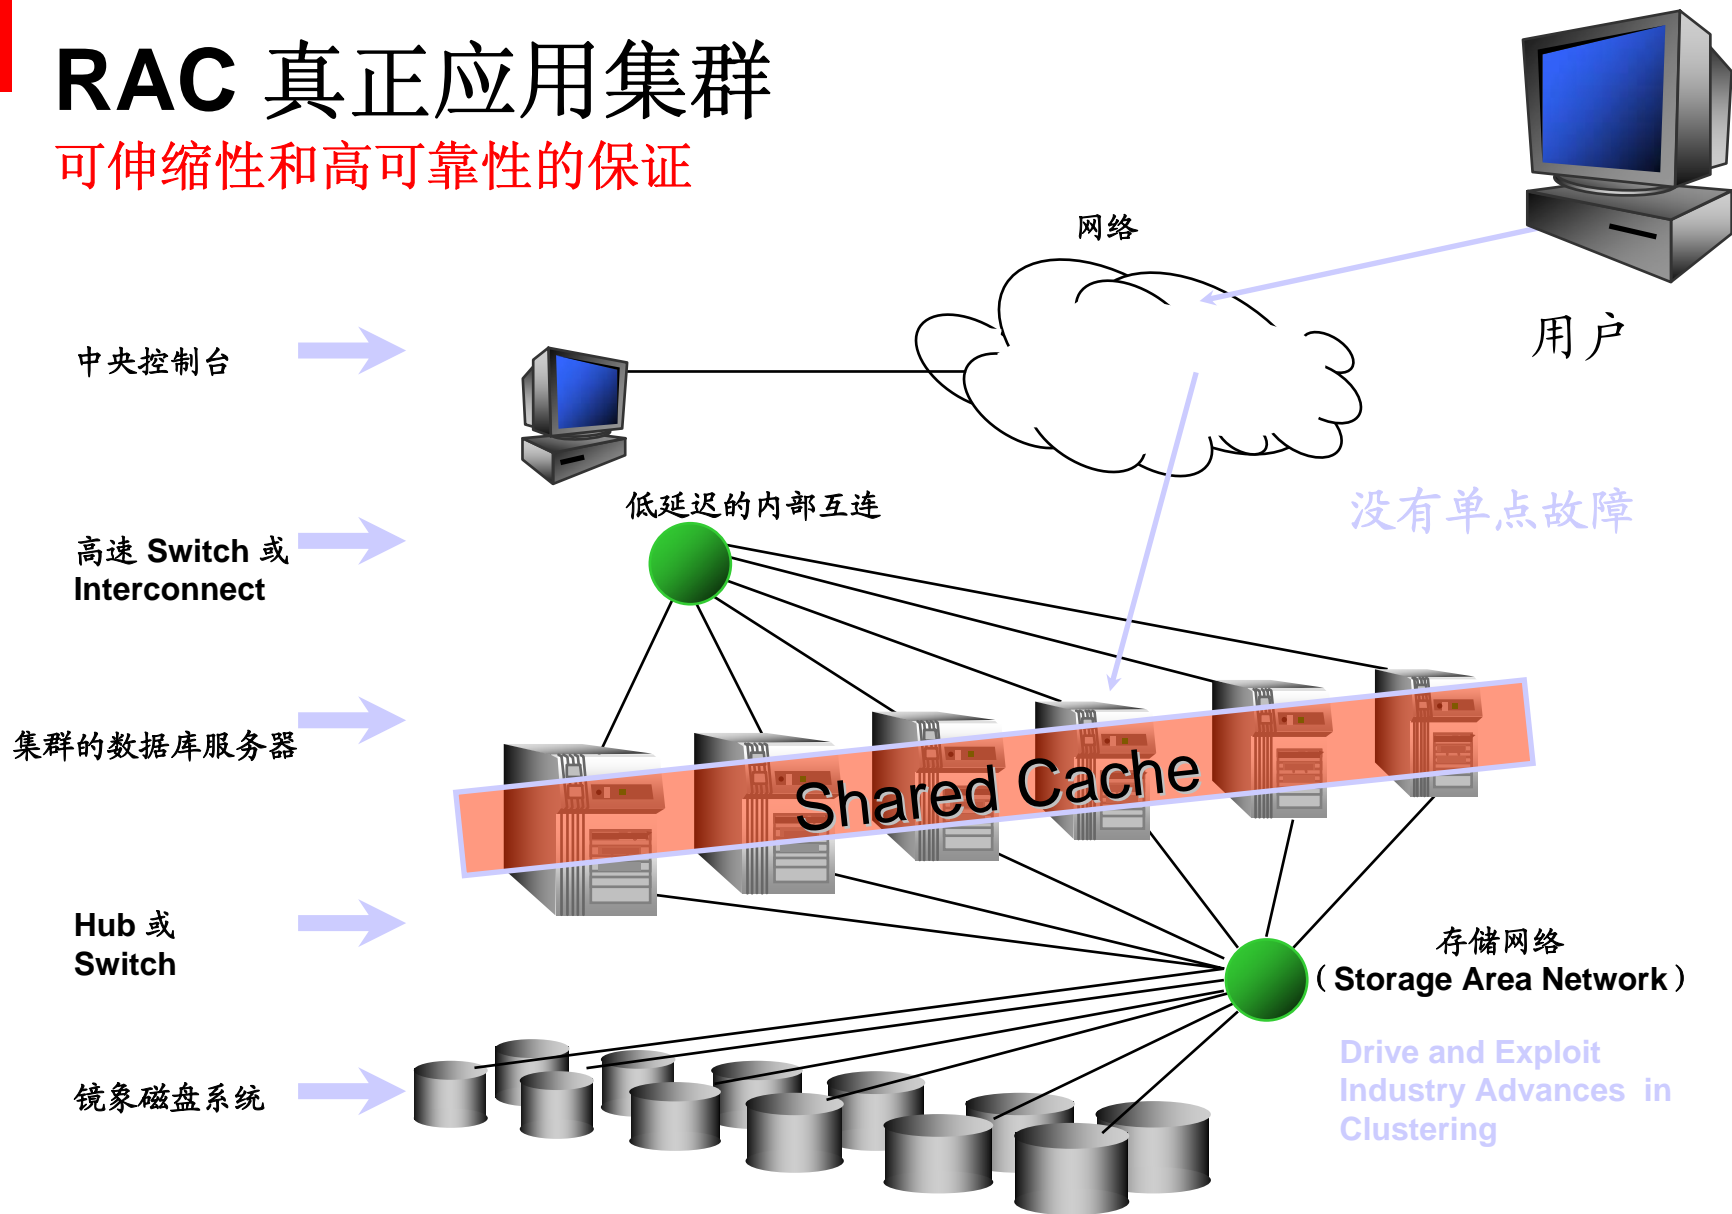 RAC 真正应用集群
可伸缩性和高可靠性的保证
网络
用户
中央控制台
低延迟的内部互连
没有单点故障
高速 Switch 或
Interconnect
集群的数据库服务器
Shared Cache
Hub 或
Switch
存储网络
（Storage Area Network）
Drive and Exploit
Industry Advances in
Clustering
镜象磁盘系统